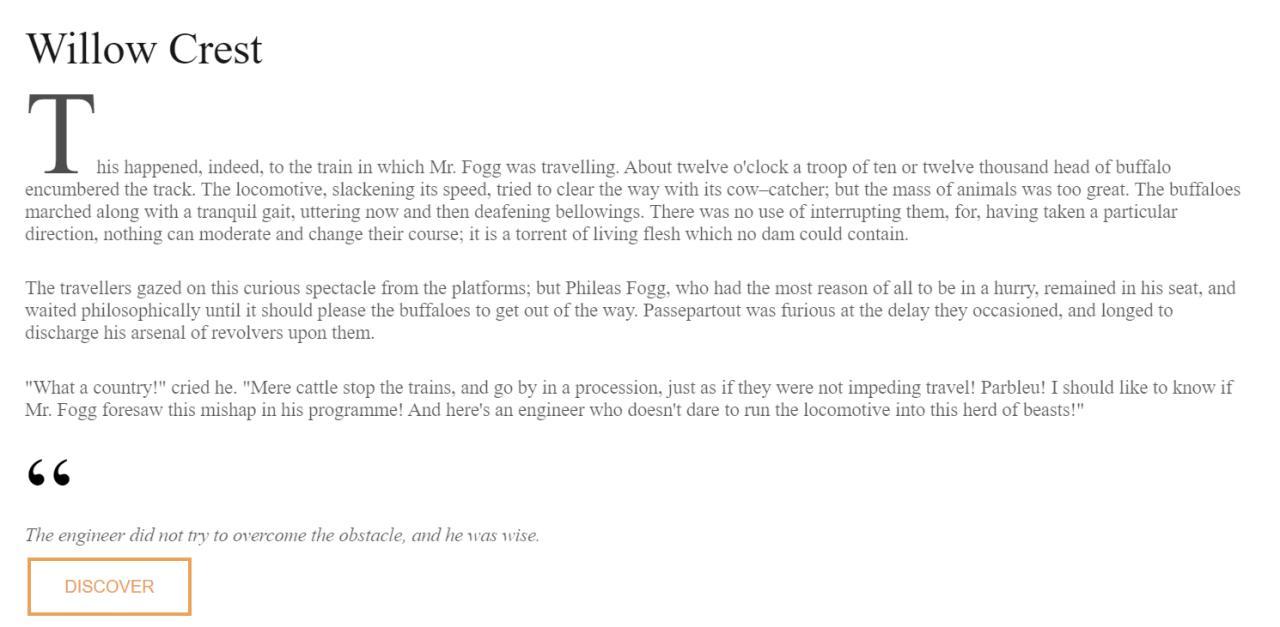 Willow Crest
This happened, indeed, to the train in which Mr. Fogg was travelling. About twelve o'clock a troop of ten or twelve thousand head of buffalo
encumbered the track. The locomotive, slackening its speed, tried to clear the way with its cow–catcher; but the mass of animals was too great. The buffaloes
marched along with a tranquil gait, uttering now and then deafening bellowings. There was no use of interrupting them, for, having taken a particular
direction, nothing can moderate and change their course; it is a torrent of living flesh which no dam could contain.
The travellers gazed on this curious spectacle from the platforms; but Phileas Fogg, who had the most reason of all to be in a hurry, remained in his seat, and
waited philosophically until it should please the buffaloes to get out of the way. Passepartout was furious at the delay they occasioned, and longed to
discharge his arsenal of revolvers upon them.
"What a country!" cried he. "Mere cattle stop the trains, and go by in a procession, just as if they were not impeding travel! Parbleu! I should like to know if
Mr. Fogg foresaw this mishap in his programme! And here's an engineer who doesn't dare to run the locomotive into this herd of beasts!"
“
The engineer did not try to overcome the obstacle, and he was wise.
DISCOVER